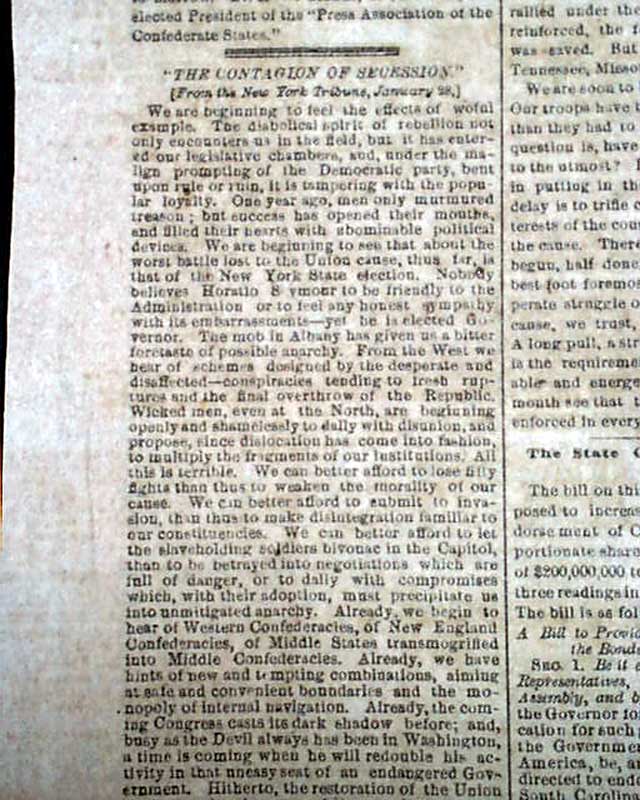 elected President of the "Press Association of the
Confederate States."
"THE CONTAGION OF SECESSION."
[From the New York Tribune, January 28.]
We are beginning to feel the effects of woful
example. The diabolical spirit of rebellion not
only encounters us in the field, but it has enter-
ed our legislative chambers, and, under the ma-
lign prompting of the Democratic party, bent
upon rule or ruin, it is tampering with the popu-
lar loyalty. One year ago, men only murmured
treason; but success has opened their mouths,
and filled their hearts with abominable political
devices. We are beginning to see that about the
worst battle lost to the Union cause, thus far, is
that of the New York State election. Nobody
believes Horatio S ymour to be friendly to the
Administration or to feel any honest sympathy
with its embarrassments—yet he is elected Go-
vernor. The mob in Albany has given us a bitter
foretaste of possible anarchy. From the West we
hear of schemes designed by the desperate and
disaffected—conspiracies tending to fresh rup-
tures and the final overthrow of the Republic.
Wicked men, even at the North, are beginning
openly and shamelessly to dally with disunion, and
propose, since dislocation has come into fashion,
to multiply the fragments of our institutions. All
this is terrible. We can better afford to lose fifty
fights than thus to weaken the morality of our
cause. We can better afford to submit to inva-
sion, than thus to make disintegration familiar to
our constituencies. We can better afford to let
the slaveholding soldiers bivonac in the Capitol,
than to be betrayed into negotiations which are
full of danger, or to dally with compromises
which, with their adoption, must precipitate us
into unmitigated anarchy. Already, we begin to
hear of Western Confederacies, of New England
Confederacies, of Middle States transmogrified
into Middle Confederacies. Already, we have
hints of new and tempting combinations, aiming
at safe and convenient boundaries and the mo-
nopoly of internal navigation. Already, the com-
ing Congress casts its dark shadow before; and,
busy as the Devil always has been in Washington,
a time is coming when he will redouble his ac-
tivity in that uneasy seat of an endangered Gov-
ernment. Hitherto, the restoration of the Union
rallied under the
reinforced, the
was saved. But
Tennessee, Missou
We are soon to
Our troops have
than they had to
question is, have
to the utmost?
in putting in th
delay is to trifle
terests of the cou
the cause. There
begun, half done
best foot foremos
perate struggle o
cause, we trust,
A long pull, a str
is the requireme
able and energe
month see that t
enforced in every
The State
The bill on thi
posed to increas
dorsement of C
portionate share
of $200,000,000 to
three readings in
The bill is as fol
A Bill to Provid
the Bonds
SEC. 1. Be it e
Representatives,
Assembly, and b
the Governor for
cation for such
the Governmen
America, be, an
directed to endo
South Carolina